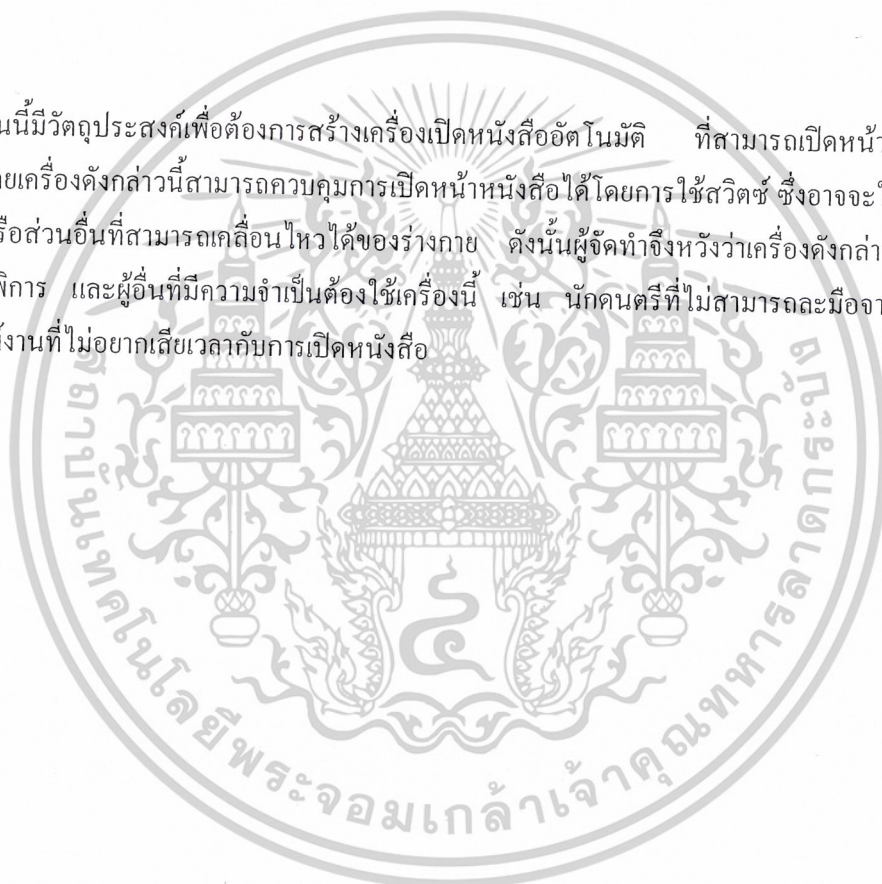 นนี้มีวัตถุประสงค์เพื่อต้องการสร้างเครื่องเปิดหนังสืออัตโนมัติ ที่สามารถเปิดหน้า
ยเครื่องดังกล่าวนี้สามารถควบคุมการเปิดหน้าหนังสือได้โดยการใช้สวิตซ์ ซึ่งอาจจะ
รือส่วนอื่นที่สามารถเคลื่อนไหวได้ของร่างกาย ดังนั้นผู้จัดทำจึงหวังว่าเครื่องดังกล่า
พิการ และผู้อื่นที่มีความจำเป็นต้องใช้เครื่องนี้ เช่น นักดนตรีที่ไม่สามารถละมือจา
งานที่ไม่อยากเสียเวลากับการเปิดหนังสือ
สถาบันเทคโนโลยีพระจอมเกล้าเจ้าคุณทหารลาดกระบัง